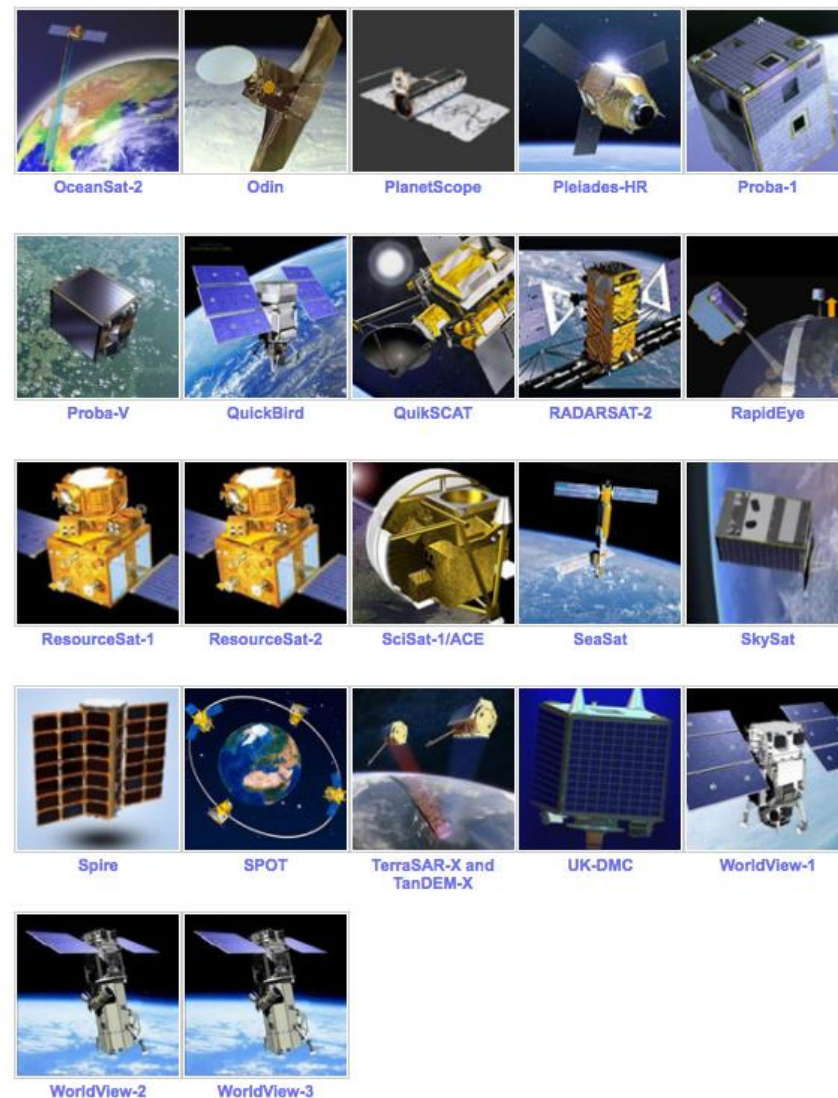 OceanSat-2
Odin
PlanetScope
Pleiades-HR
Proba-1
Proba-V
QuickBird
QuikSCAT
RADARSAT-2
RapidEye
ResourceSat-1
ResourceSat-2
SciSat-1/ACE
SeaSat
SkySat
Spire
SPOT
TerraSAR-X and
TanDEM-X
UK-DMC
WorldView-1
WorldView-2
WorldView-3